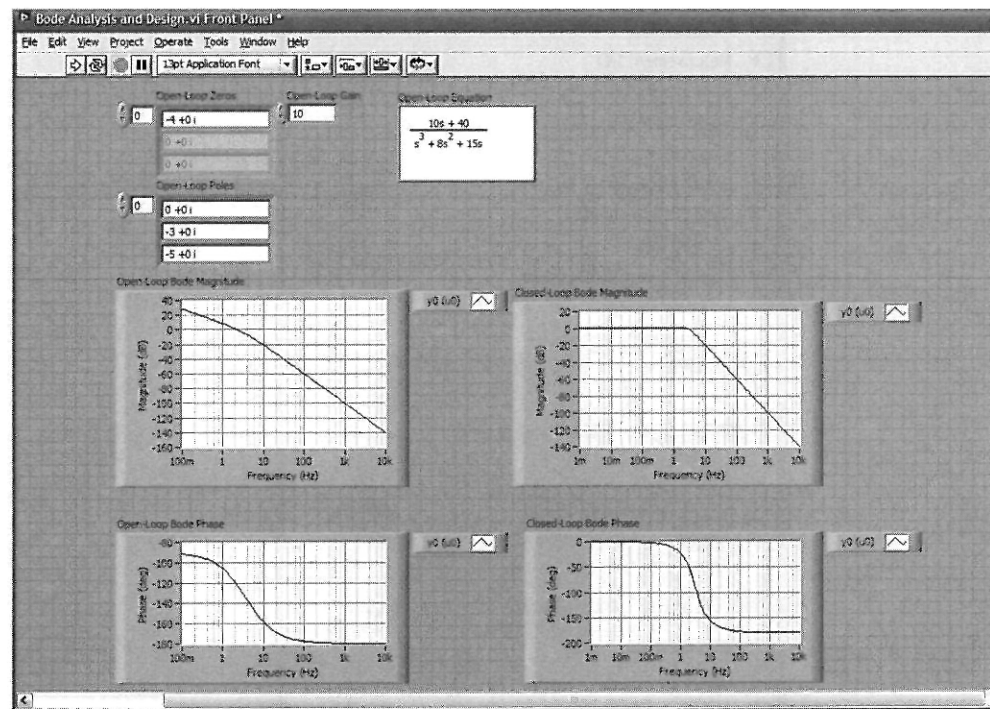 Bode Analysis and Design.vi Front Panel *
File Edit View Project Operate Tools Window Help
13pt Application Font
Open-Loop Zeros
0
-4 +0 i
0 +0 i
0 +0 i
Open-Loop Gain
10
Open-Loop Equation
10s + 40
s^3 + 8s^2 + 15s
Open-Loop Poles
0
0 +0 i
-3 +0 i
-5 +0 i
Open-Loop Bode Magnitude
y0 (u0)
Magnitude (dB)
40
20
0
-20
-40
-60
-80
-100
-120
-140
-160
100m 1 10 100 1k 10k
Frequency (Hz)
Closed-Loop Bode Magnitude
y0 (u0)
Magnitude (dB)
20
0
-20
-40
-60
-80
-100
-120
-140
1m 10m 100m 1 10 100 1k 10k
Frequency (Hz)
Open-Loop Bode Phase
y0 (u0)
Phase (deg)
-80
-100
-120
-140
-160
-180
100m 1 10 100 1k 10k
Frequency (Hz)
Closed-Loop Bode Phase
y0 (u0)
Phase (deg)
0
-50
-100
-150
-200
1m 10m 100m 1 10 100 1k 10k
Frequency (Hz)